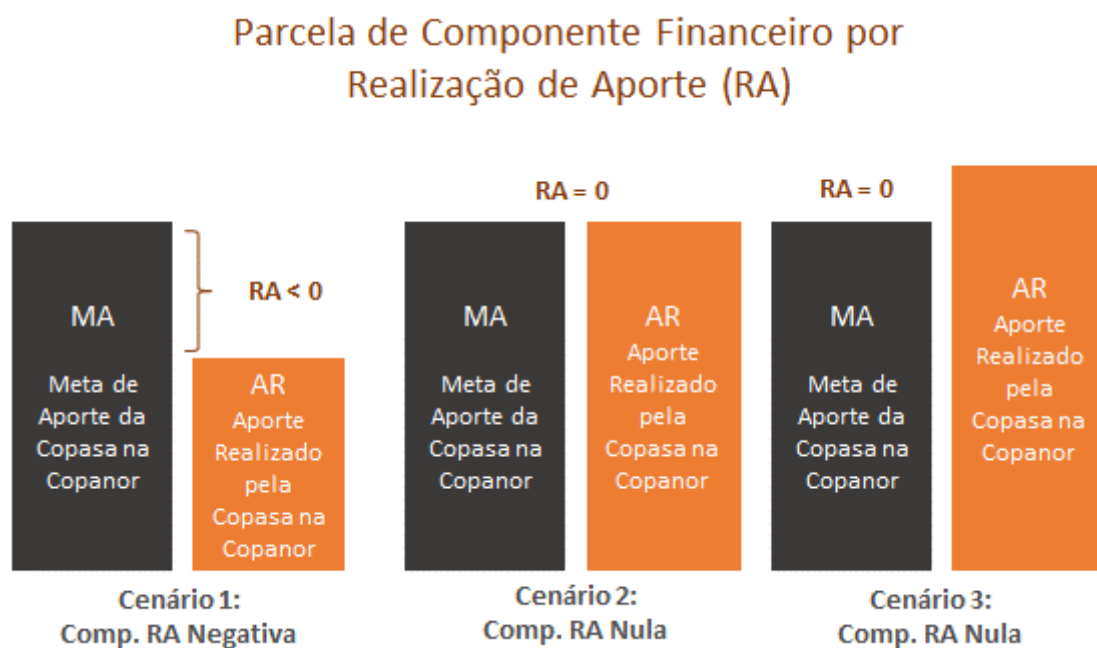 Parcela de Componente Financeiro por
Realização de Aporte (RA)
RA < 0
MA
Meta de
Aporte da
Copasa na
Copanor
AR
Aporte
Realizado
pela
Copasa na
Copanor
Cenário 1:
Comp. RA Negativa
RA = 0
MA
Meta de
Aporte da
Copasa na
Copanor
AR
Aporte
Realizado
pela
Copasa na
Copanor
Cenário 2:
Comp. RA Nula
RA = 0
MA
Meta de
Aporte da
Copasa na
Copanor
AR
Aporte
Realizado
pela
Copasa na
Copanor
Cenário 3:
Comp. RA Nula